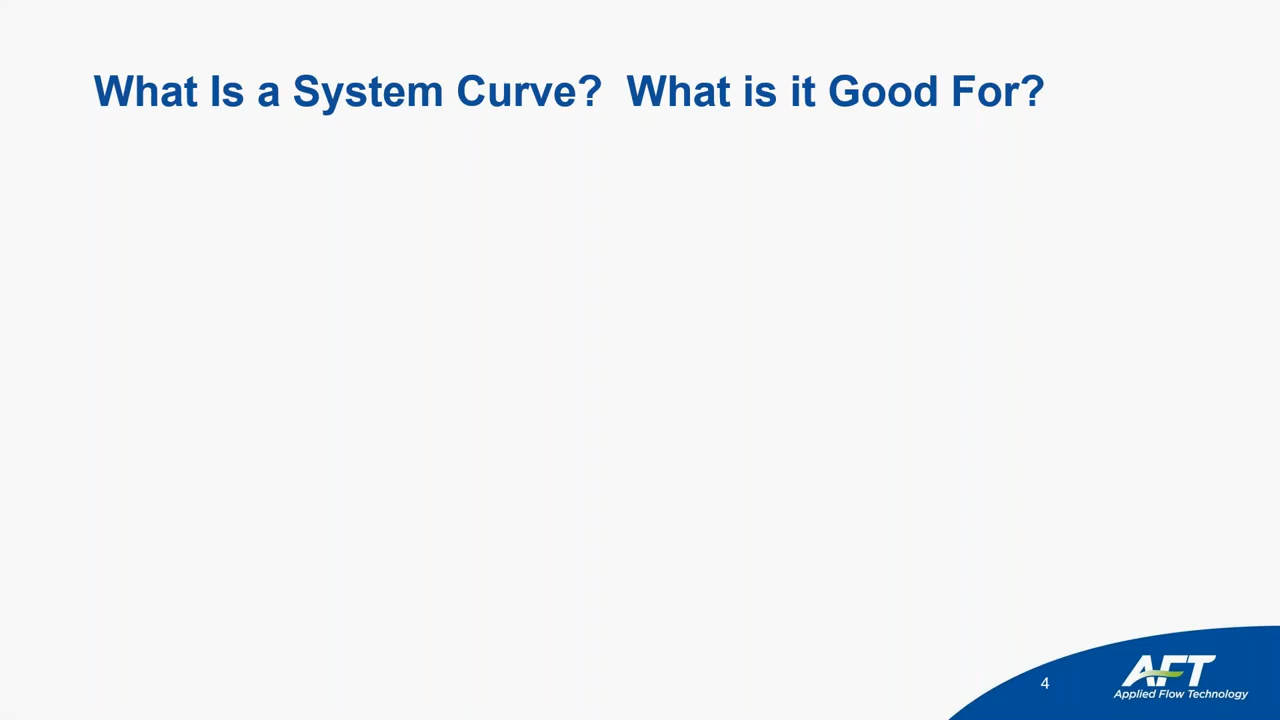 What Is a System Curve?  What is it Good For?
4
AFT
Applied Flow Technology